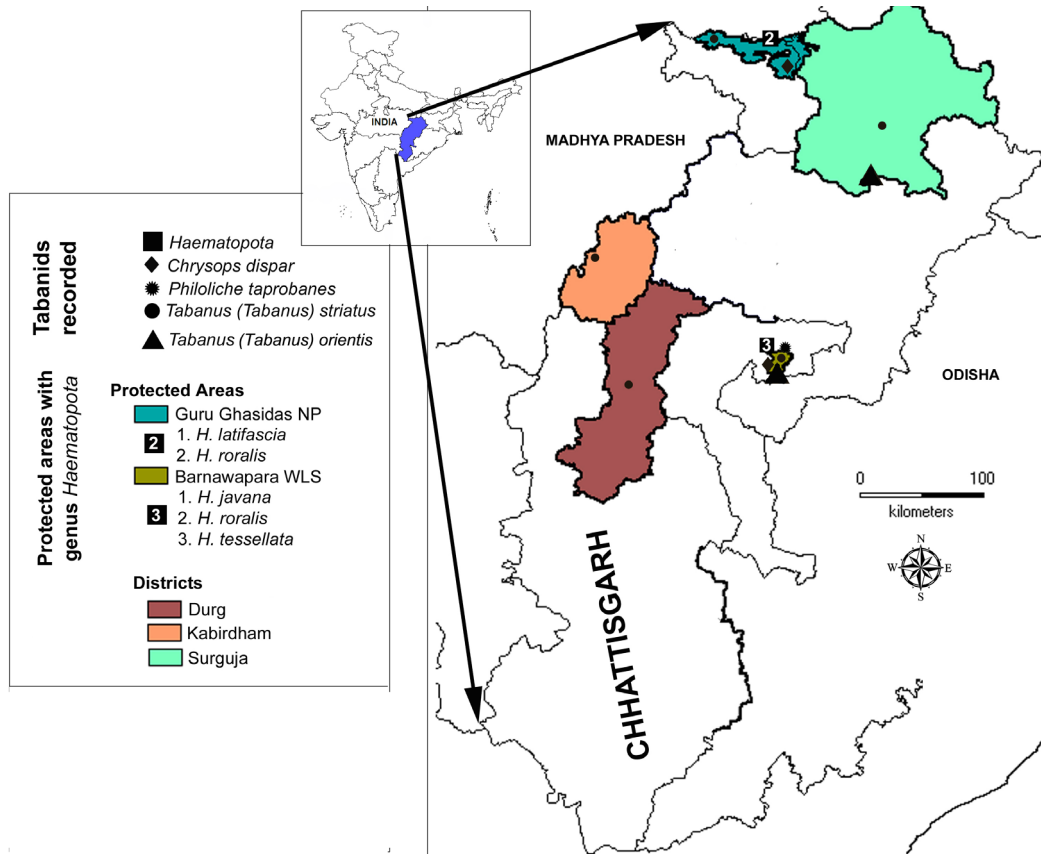 INDIA
2
MADHYA PRADESH
3
ODISHA
0 100
kilometers
N
W E
S
CHHATTISGARH
Tabanids
recorded
Haematopota
Chrysops dispar
Philoliche taprobanes
Tabanus (Tabanus) striatus
Tabanus (Tabanus) orientis
Protected areas with
genus Haematopota
Protected Areas
Guru Ghasidas NP
1. H. latifascia
2
2. H. roralis
Barnawapara WLS
1. H. javana
3
2. H. roralis
3. H. tessellata
Districts
Durg
Kabirdham
Surguja